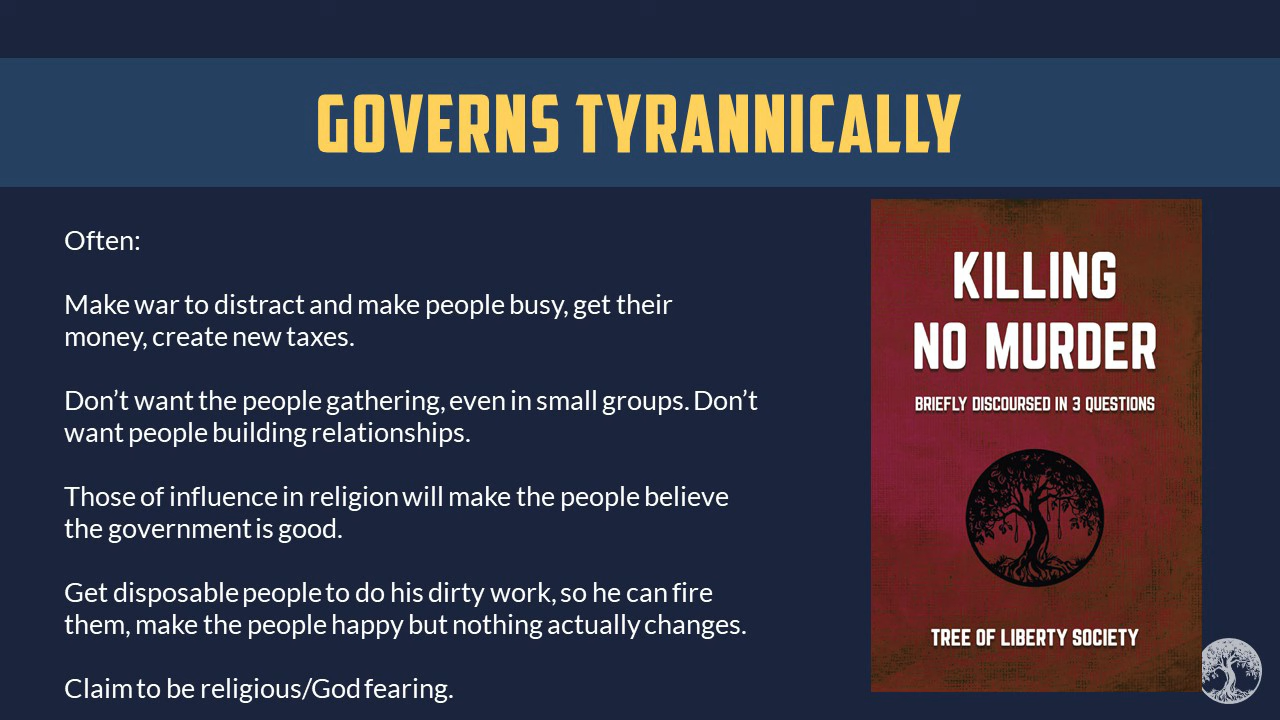 GOVERNS TYRANNICALLY
Often:
Make war to distract and make people busy, get their
money, create new taxes.
Don't want the people gathering, even in small groups. Don't
want people building relationships.
Those of influence in religion will make the people believe
the government is good.
Get disposable people to do his dirty work, so he can fire
them, make the people happy but nothing actually changes.
Claim to be religious/God fearing.
KILLING
NO MURDER
BRIEFLY DISCOURSED IN 3 QUESTIONS
TREE OF LIBERTY SOCIETY